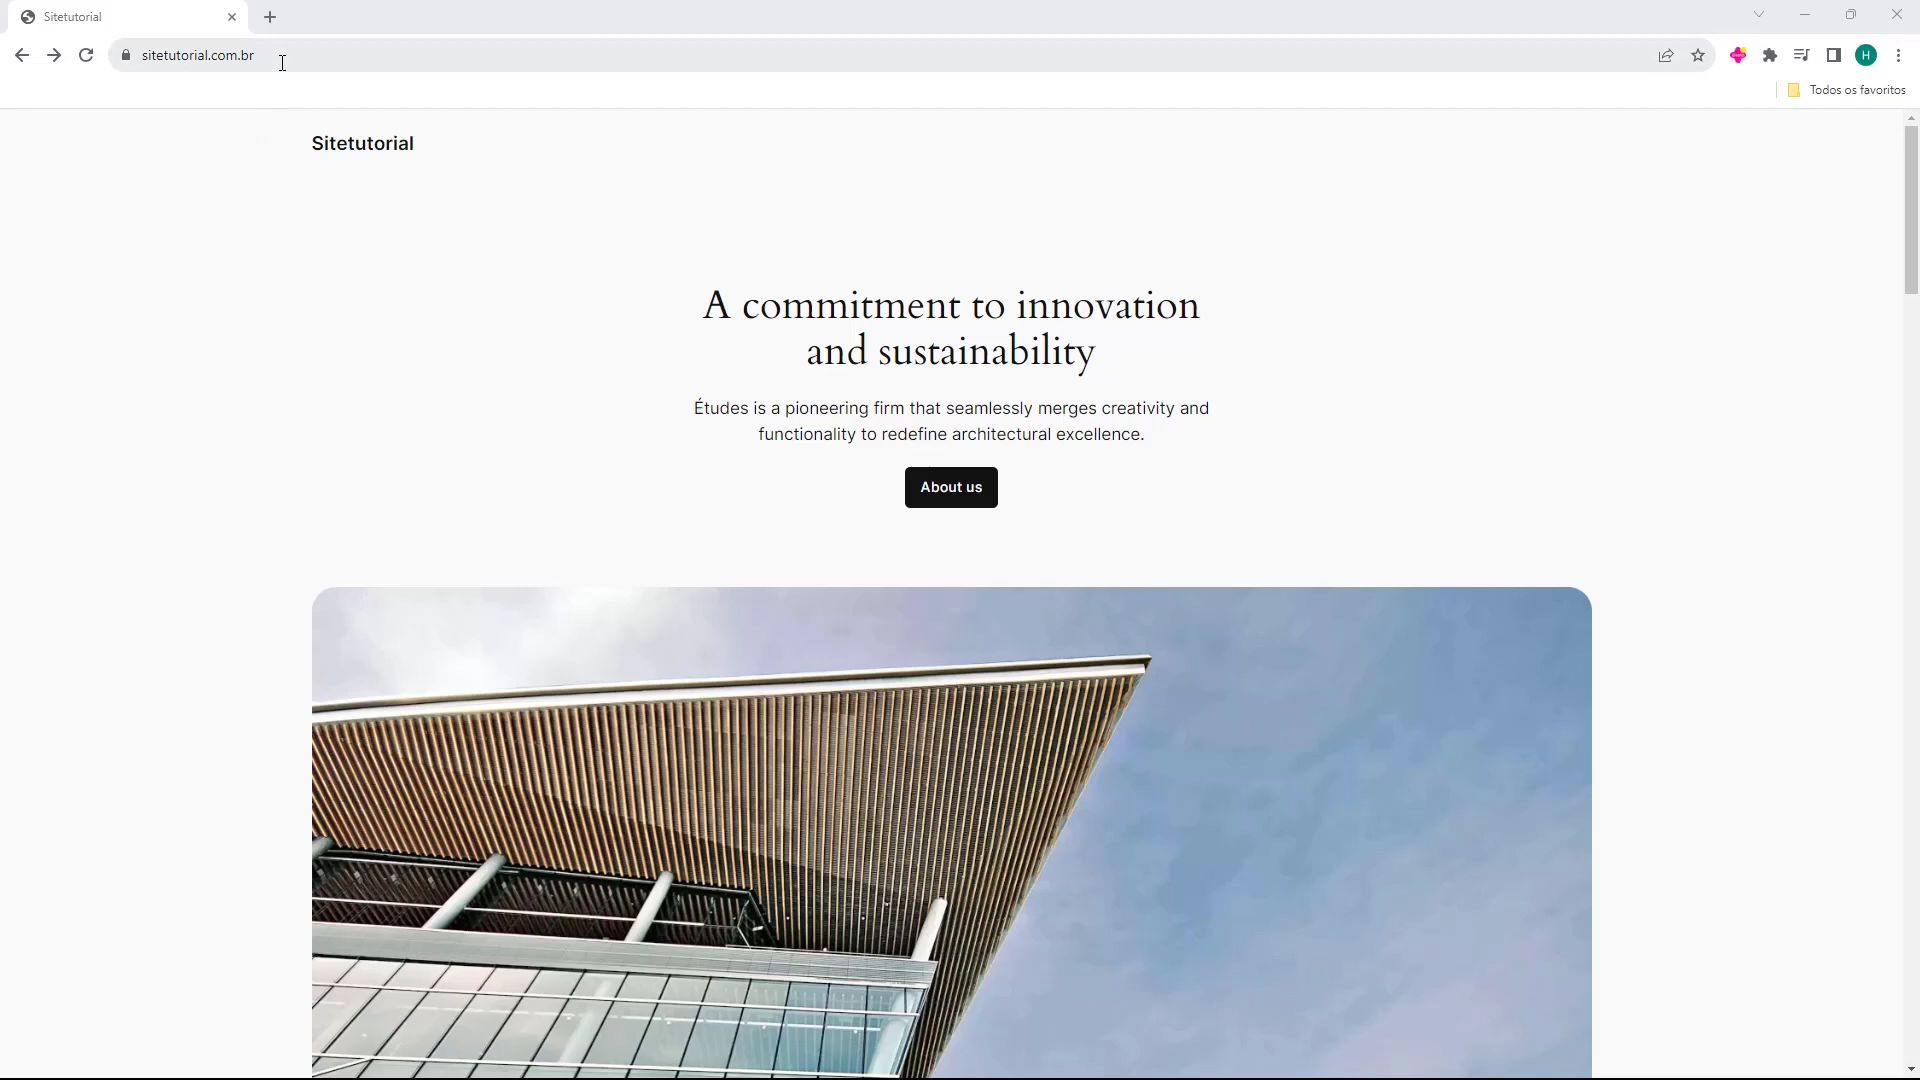 Sitetutorial
sitetutorial.com.br
H
Todos os favoritos
Sitetutorial
A commitment to innovation
and sustainability
Études is a pioneering firm that seamlessly merges creativity and
functionality to redefine architectural excellence.
About us